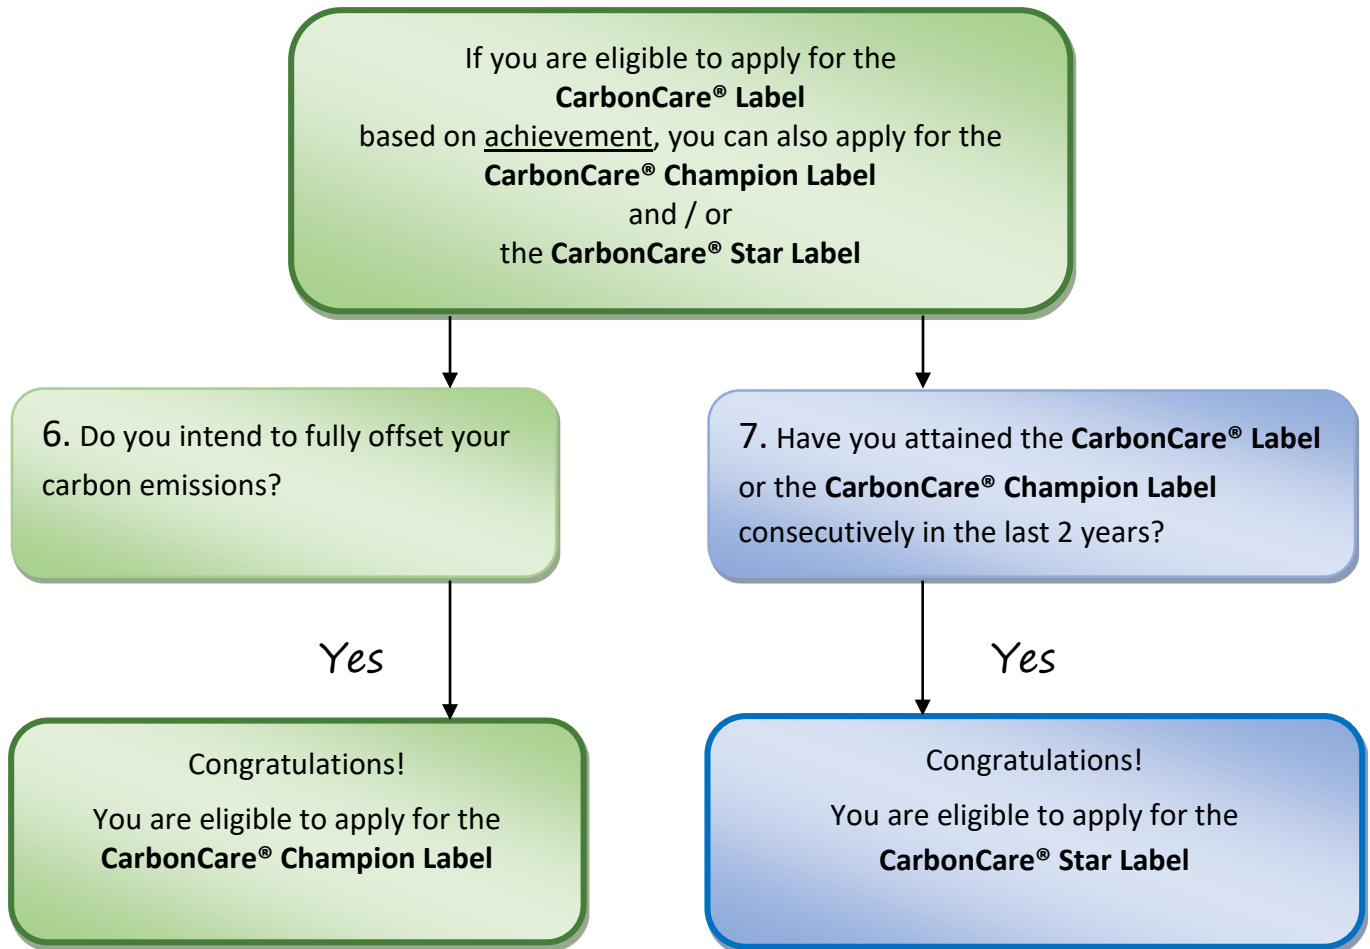 If you are eligible to apply for the
CarbonCare® Label
based on achievement, you can also apply for the
CarbonCare® Champion Label
and / or
the CarbonCare® Star Label
6. Do you intend to fully offset your
carbon emissions?
7. Have you attained the CarbonCare® Label
or the CarbonCare® Champion Label
consecutively in the last 2 years?
Yes
Yes
Congratulations!
You are eligible to apply for the
CarbonCare® Champion Label
Congratulations!
You are eligible to apply for the
CarbonCare® Star Label